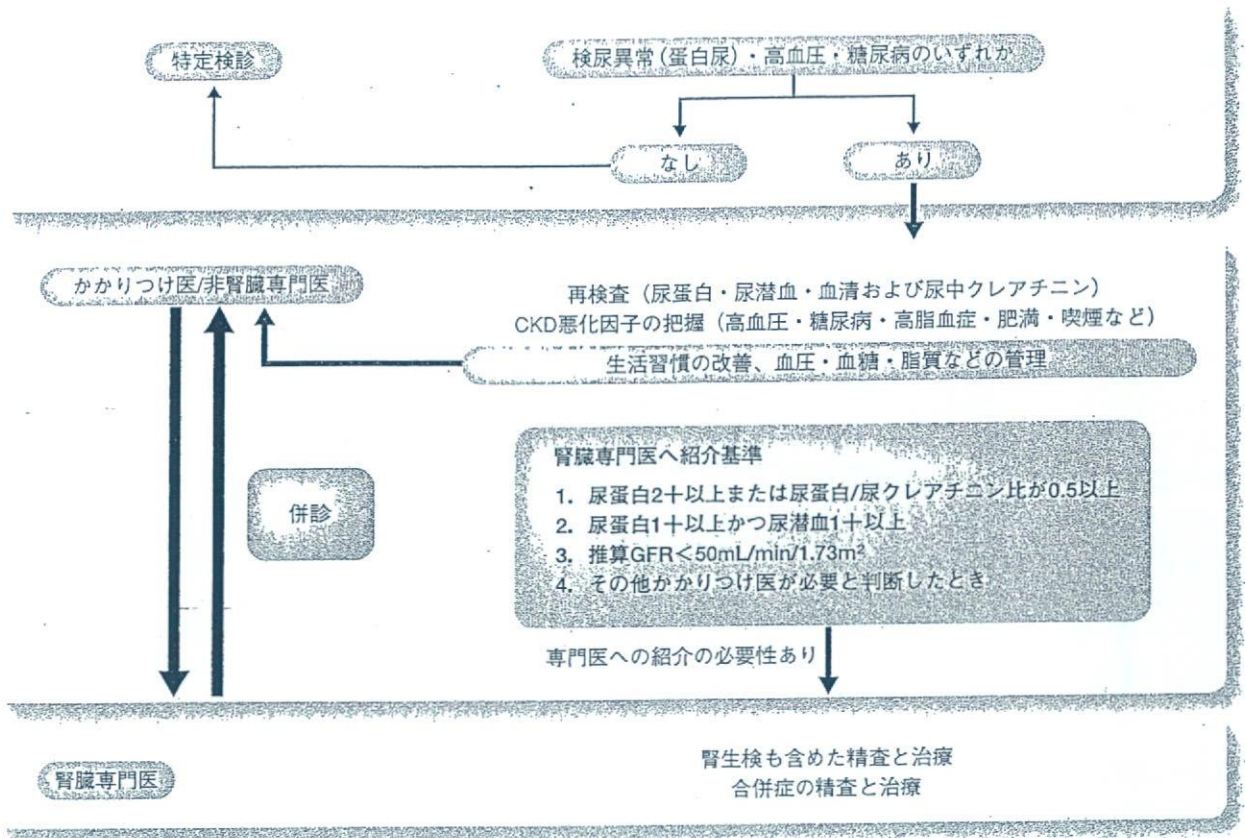 特定検診
検尿異常(蛋白尿)・高血圧・糖尿病のいずれか
なし
あり
かかりつけ医/非腎臓専門医
再検査(尿蛋白・尿潜血・血清および尿中クレアチニン)
CKD悪化因子の把握(高血圧・糖尿病・高脂血症・肥満・喫煙など)
生活習慣の改善、血圧・血糖・脂質などの管理
併診
腎臓専門医へ紹介基準
1. 尿蛋白2+以上または尿蛋白/尿クレアチニン比が0.5以上
2. 尿蛋白1+以上かつ尿潜血1+以上
3. 推算GFR<50mL/min/1.73m²
4. その他かかりつけ医が必要と判断したとき
専門医への紹介の必要性あり
腎臓専門医
腎生検も含めた精査と治療
合併症の精査と治療